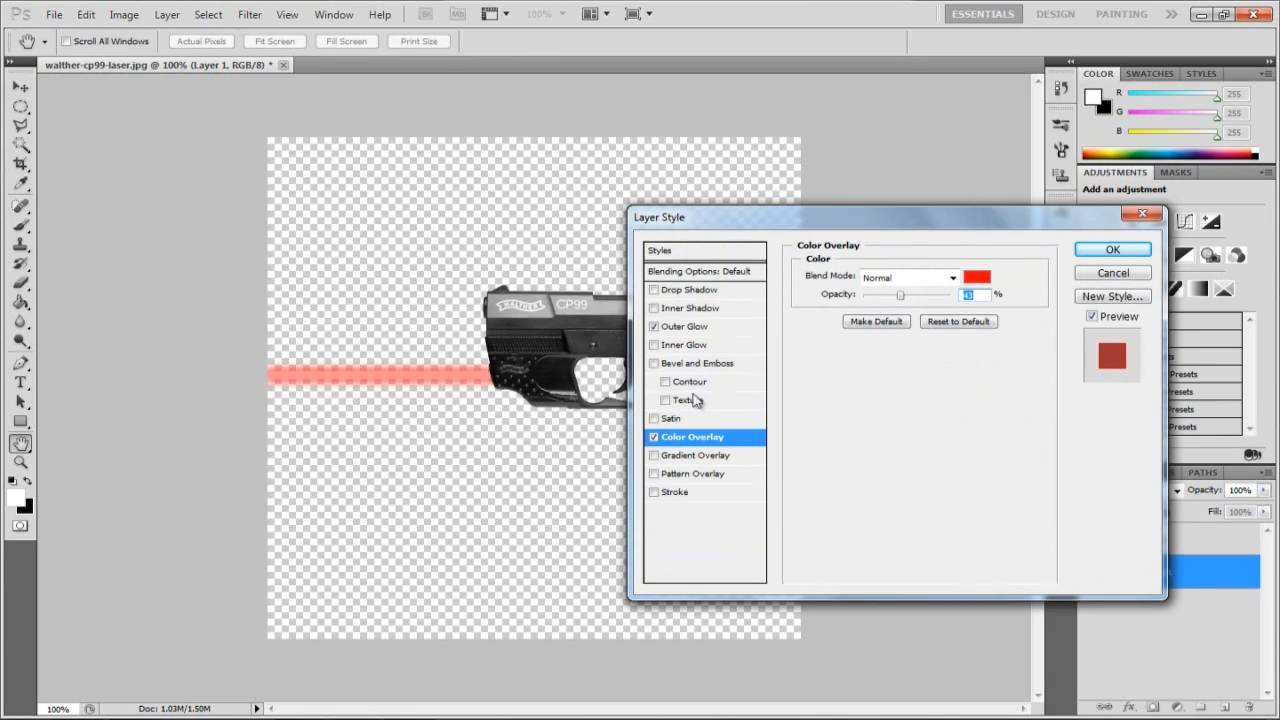 Ps File Edit Image Layer Select Filter View Window Help Br Mb 100% ESSENTIALS DESIGN PAINTING
Scroll All Windows Actual Pixels Fit Screen Fill Screen Print Size
walther-cp99-laser.jpg @ 100% (Layer 1, RGB/8) *
COLOR SWATCHES STYLES
R 255
G 255
B 255
ADJUSTMENTS MASKS
Add an adjustment
Layer Style
Styles
Blending Options: Default
Drop Shadow
Inner Shadow
Outer Glow
Inner Glow
Bevel and Emboss
Contour
Satin
Color Overlay
Gradient Overlay
Pattern Overlay
Stroke
Color Overlay
Color
Blend Mode: Normal
Opacity: 43 %
Make Default Reset to Default
OK
Cancel
New Style...
Preview
WALTHER CP99
Presets
Presets
Presets
Presets
PATHS
Opacity: 100%
Fill: 100%
100% Doc: 1.03M/1.50M